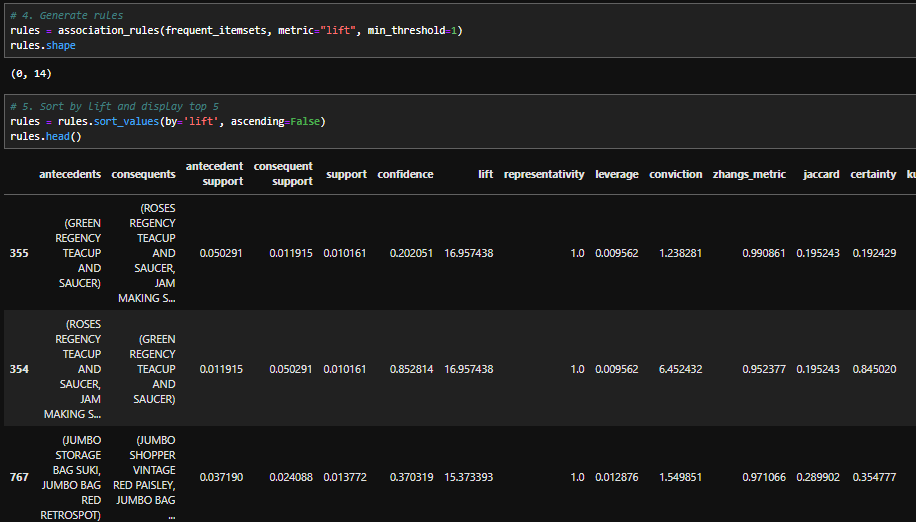 # 4. Generate rules
rules = association_rules(frequent_itemsets, metric="lift", min_threshold=1)
rules.shape
(0, 14)
# 5. Sort by Lift and display top 5
rules = rules.sort_values(by='lift', ascending=False)
rules.head()
antecedents consequents antecedent support consequent support support confidence lift representativity leverage conviction zhangs_metric jaccard certainty
355 (GREEN REGENCY TEACUP AND SAUCER) (ROSES REGENCY TEACUP AND SAUCER, JAM MAKING S... 0.050291 0.011915 0.010161 0.202051 16.957438 1.0 0.009562 1.238281 0.990861 0.195243 0.192429
354 (ROSES REGENCY TEACUP AND SAUCER, JAM MAKING S... (GREEN REGENCY TEACUP AND SAUCER) 0.011915 0.050291 0.010161 0.852814 16.957438 1.0 0.009562 6.452432 0.952377 0.195243 0.845020
767 (JUMBO STORAGE BAG SUKI, JUMBO BAG RED RETROSPOT) (JUMBO SHOPPER VINTAGE RED PAISLEY, JUMBO BAG ... 0.037190 0.024088 0.013772 0.370319 15.373393 1.0 0.012876 1.549851 0.971066 0.289902 0.354777